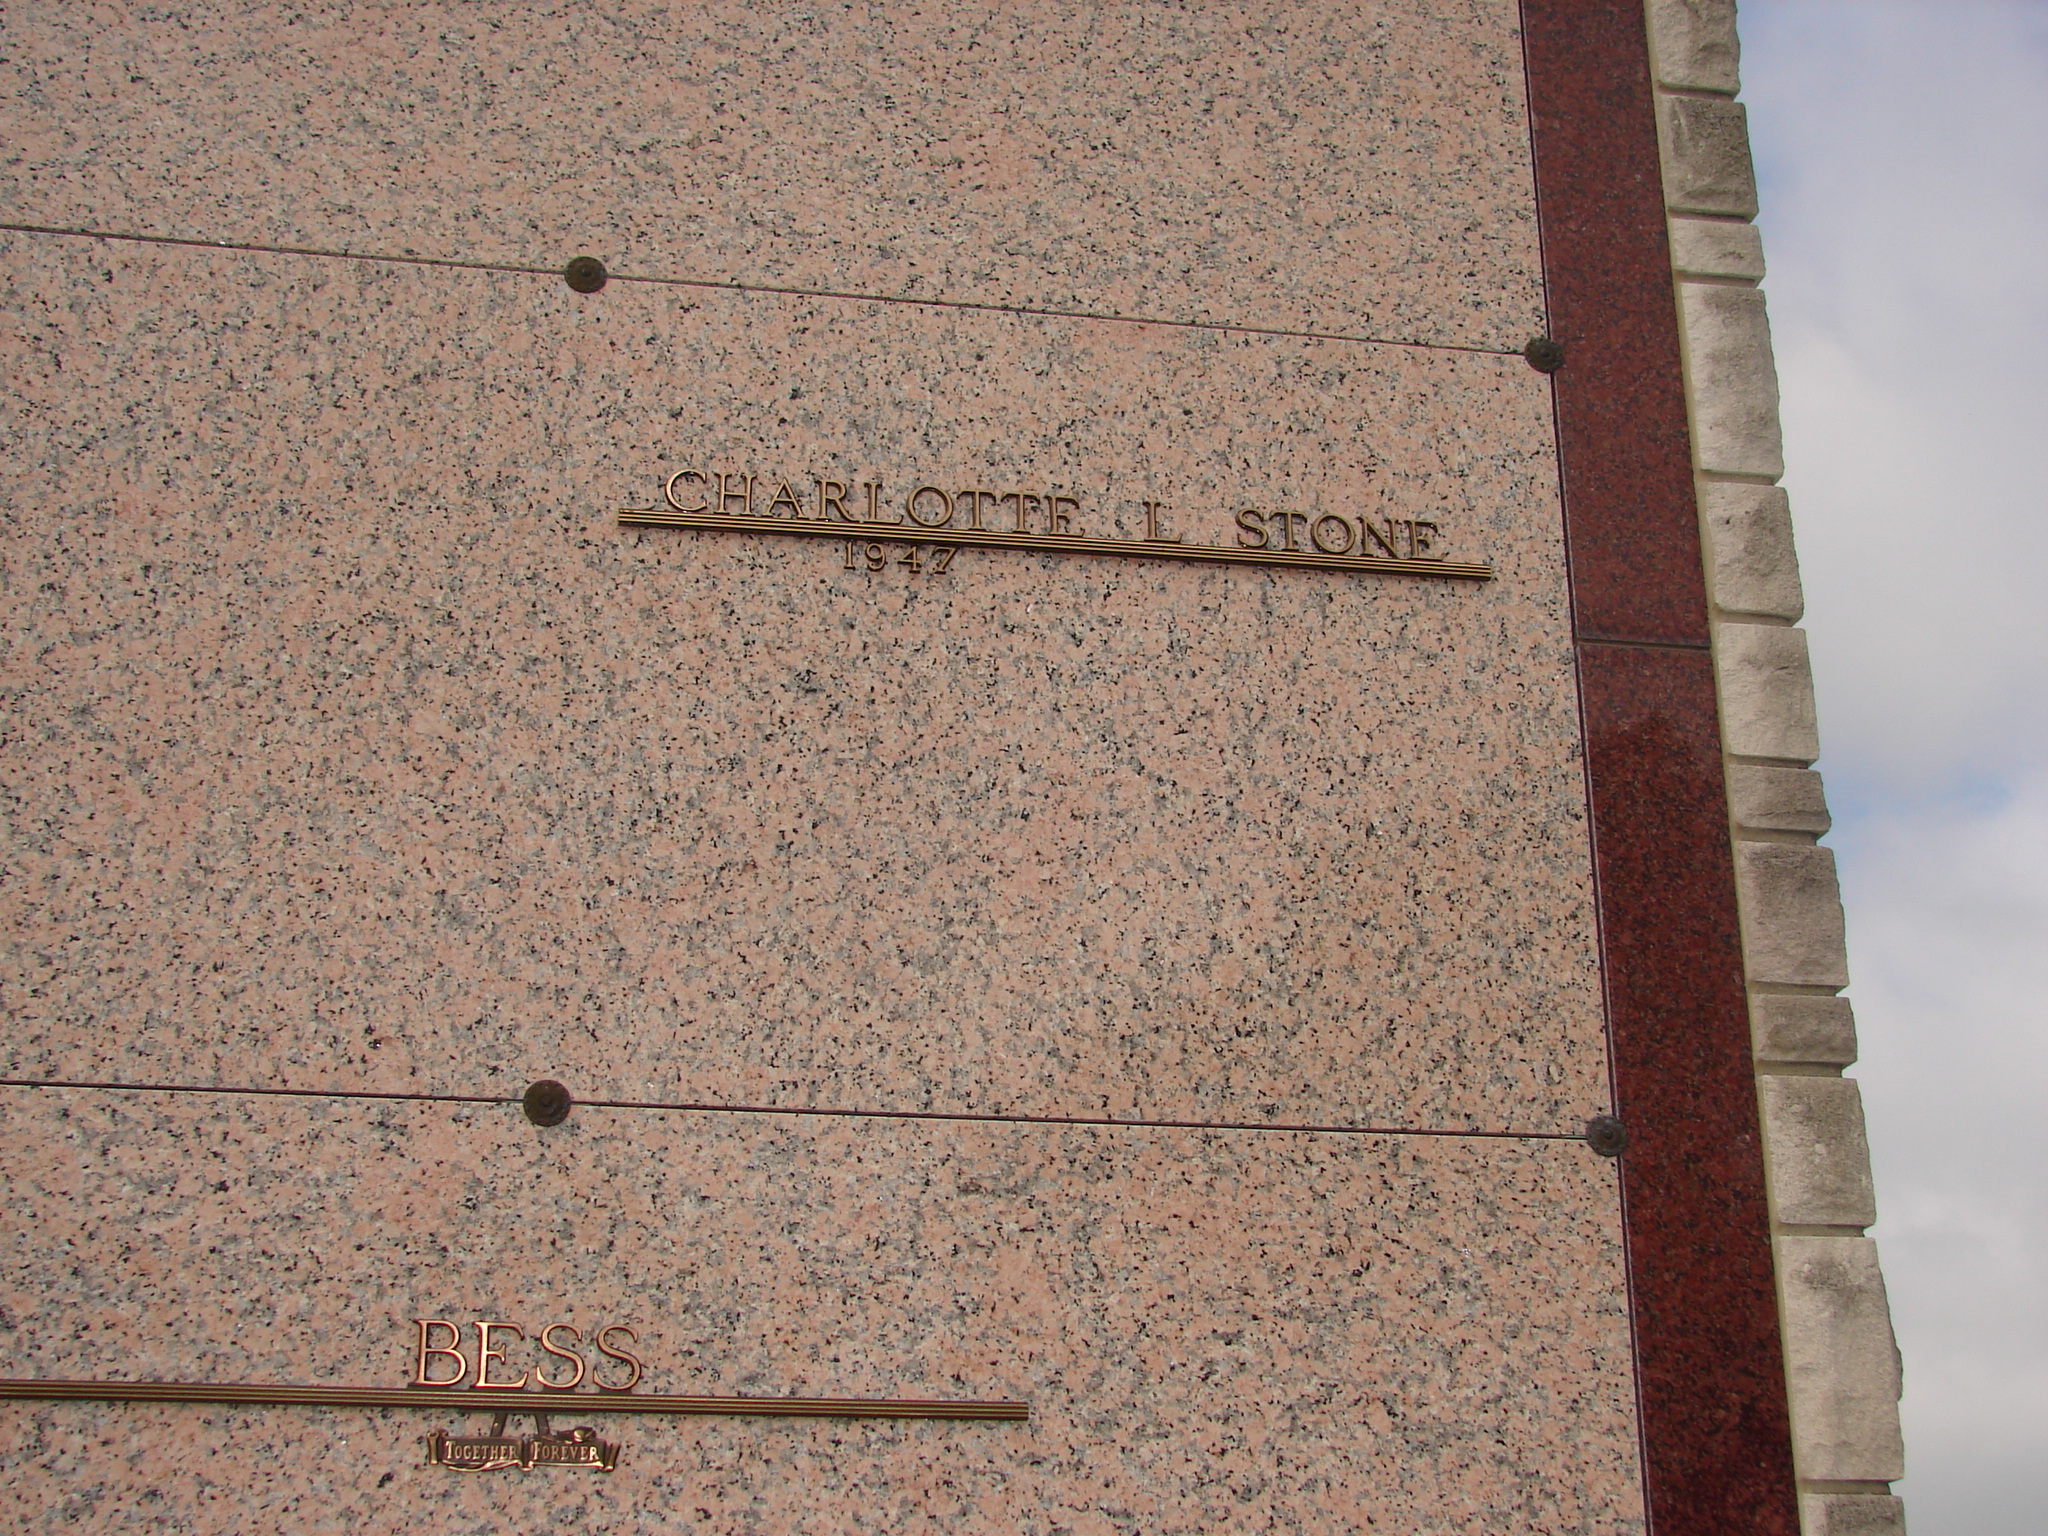 CHARLOTTE L STONE
1947
BESS
TOGETHER FOREVER